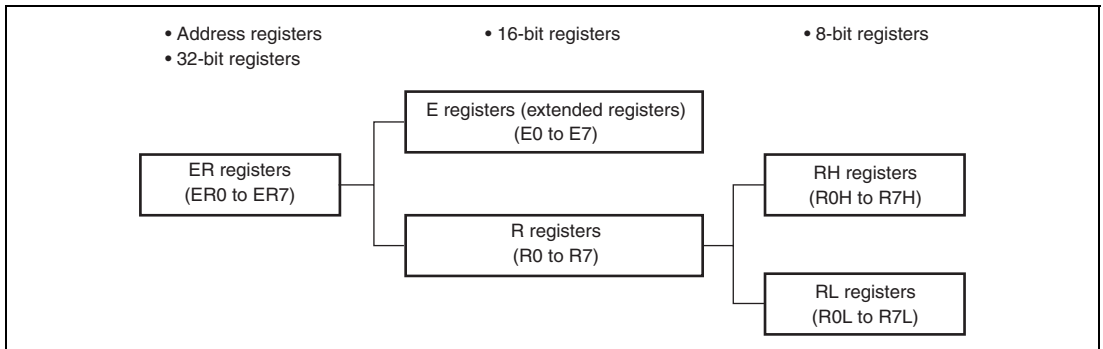 • Address registers
• 32-bit registers
• 16-bit registers
• 8-bit registers
E registers (extended registers)
(E0 to E7)
ER registers
(ER0 to ER7)
RH registers
(R0H to R7H)
R registers
(R0 to R7)
RL registers
(R0L to R7L)